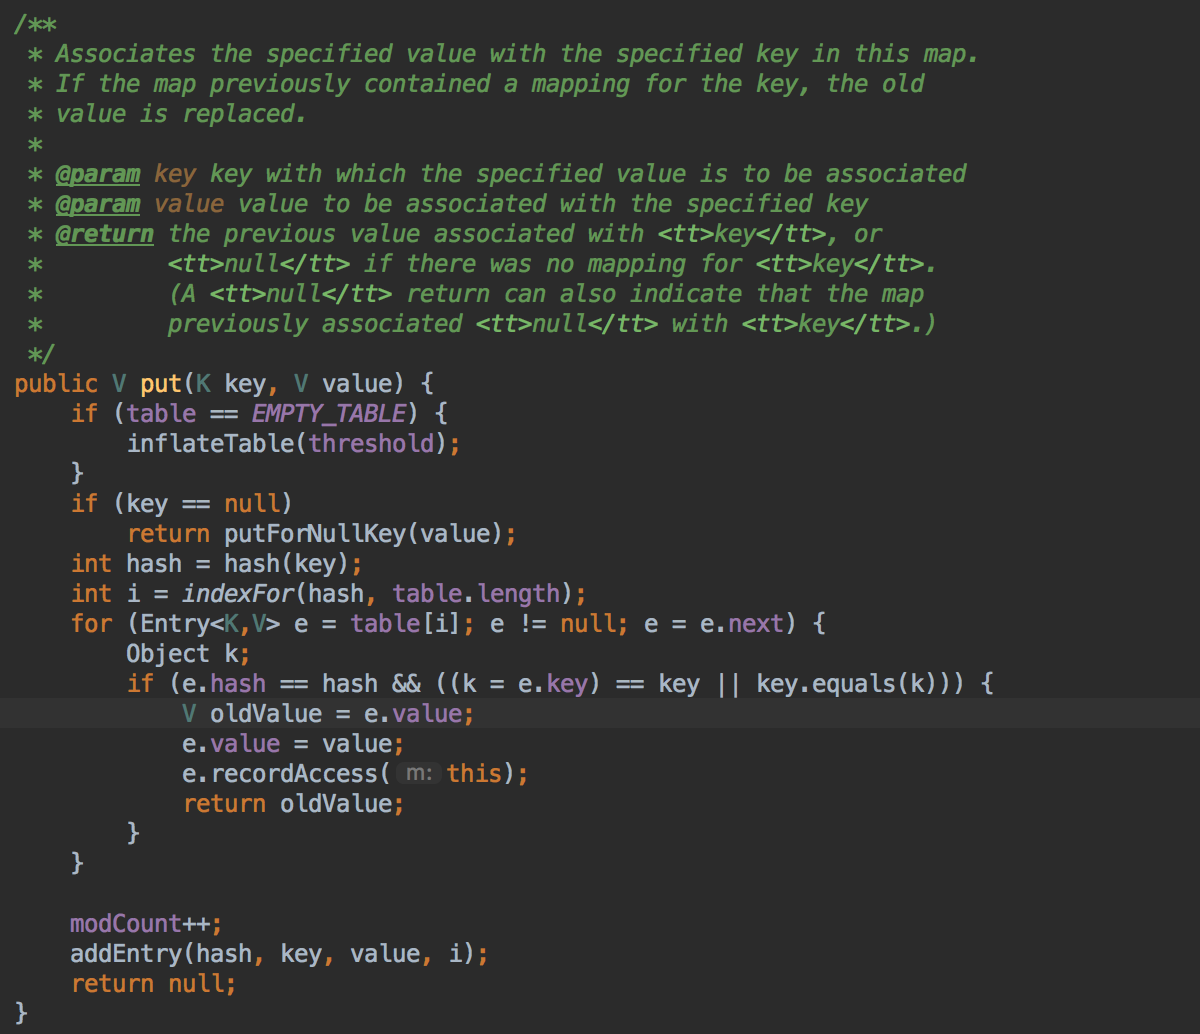 /**
 * Associates the specified value with the specified key in this map.
 * If the map previously contained a mapping for the key, the old
 * value is replaced.
 *
 * @param key key with which the specified value is to be associated
 * @param value value to be associated with the specified key
 * @return the previous value associated with <tt>key</tt>, or
 *         <tt>null</tt> if there was no mapping for <tt>key</tt>.
 *         (A <tt>null</tt> return can also indicate that the map
 *         previously associated <tt>null</tt> with <tt>key</tt>.)
 */
public V put(K key, V value) {
    if (table == EMPTY_TABLE) {
        inflateTable(threshold);
    }
    if (key == null)
        return putForNullKey(value);
    int hash = hash(key);
    int i = indexFor(hash, table.length);
    for (Entry<K,V> e = table[i]; e != null; e = e.next) {
        Object k;
        if (e.hash == hash && ((k = e.key) == key || key.equals(k))) {
            V oldValue = e.value;
            e.value = value;
            e.recordAccess( m: this);
            return oldValue;
        }
    }

    modCount++;
    addEntry(hash, key, value, i);
    return null;
}